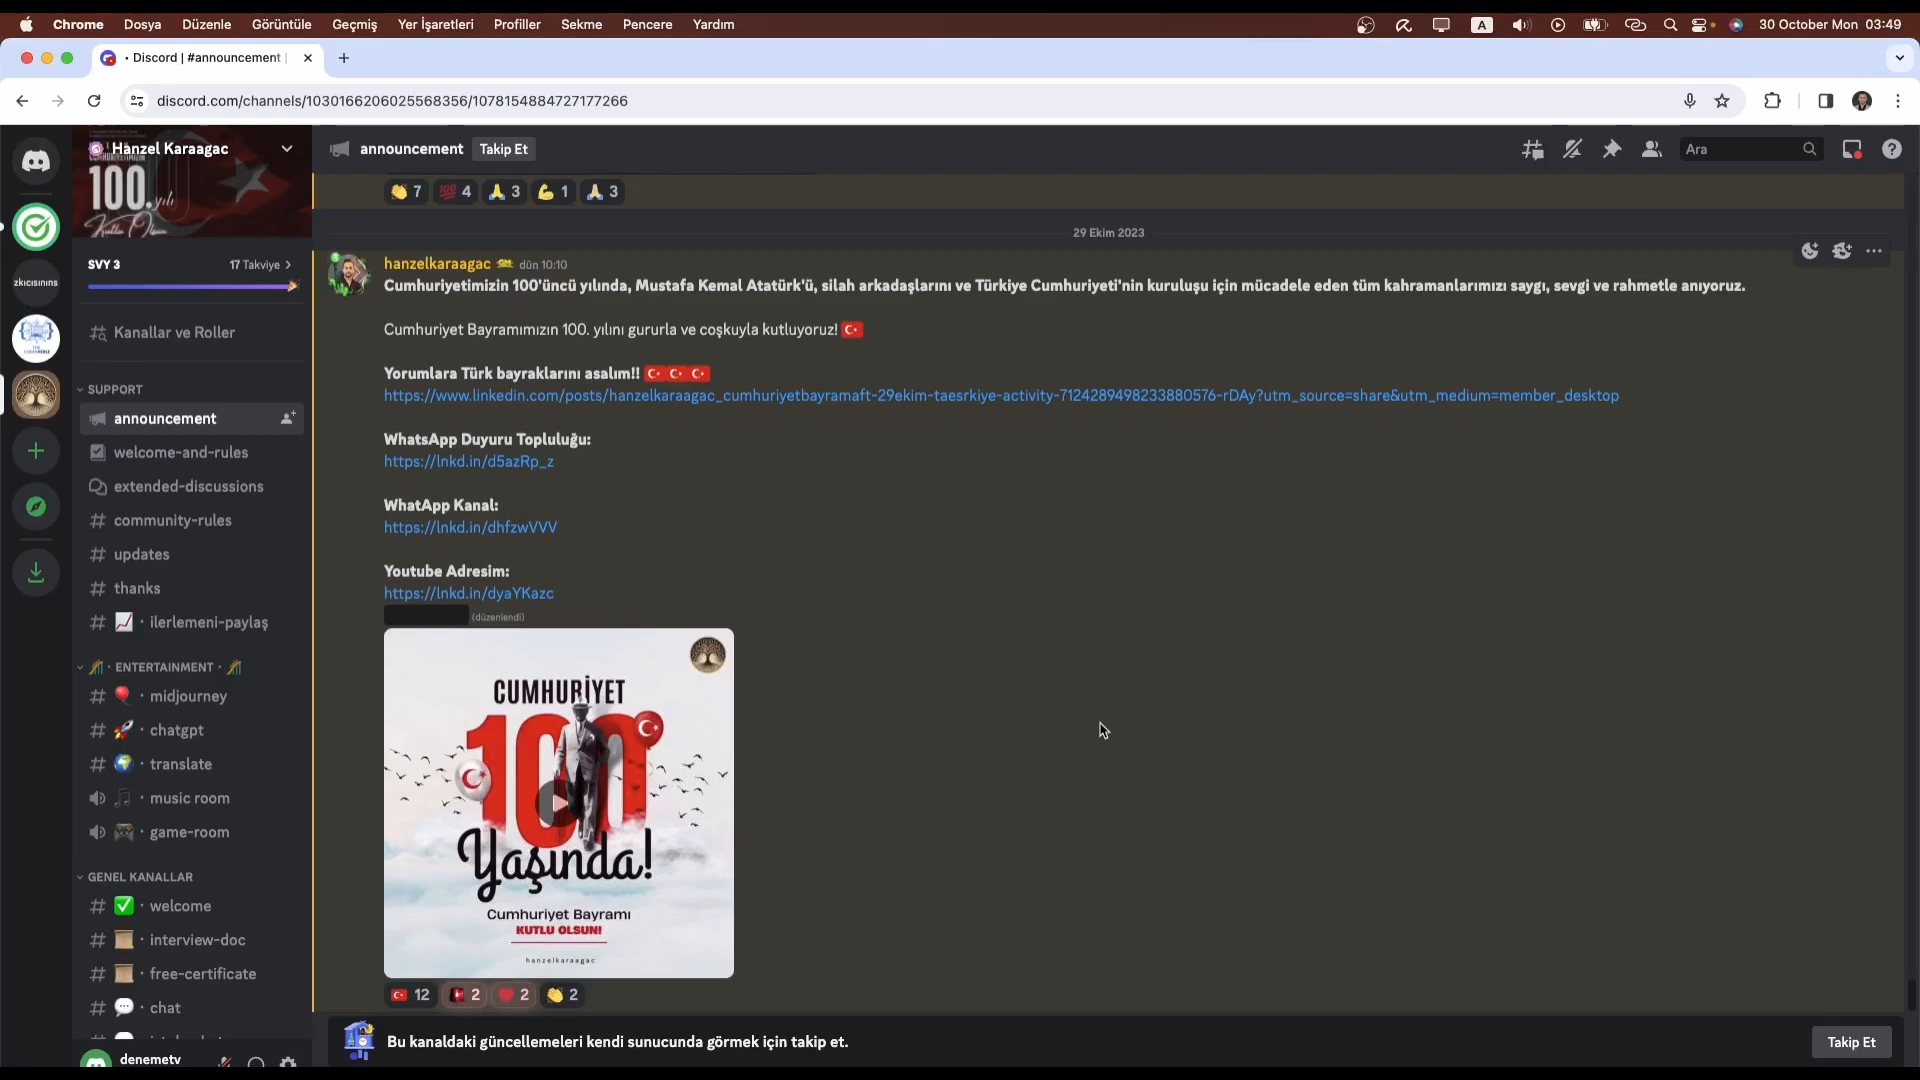 Chrome Dosya Düzenle Görüntüle Geçmiş Yer İşaretleri Profiller Sekme Pencere Yardım
A
30 October Mon 03:49
• Discord | #announcement |
discord.com/channels/1030166206025568356/1078154884727177266
Hanzel Karaagac
100. yılı
Kutlu Olsun
SVY 3
17 Takviye
Kanallar ve Roller
SUPPORT
announcement
welcome-and-rules
extended-discussions
community-rules
updates
thanks
ilerlemeni-paylaş
ENTERTAINMENT
midjourney
chatgpt
translate
music room
game-room
GENEL KANALLAR
welcome
interview-doc
free-certificate
chat
denemetv
zkicisinins
announcement
Takip Et
Ara
7 4 3 1 3
29 Ekim 2023
hanzelkaraagac dün 10:10
Cumhuriyetimizin 100'üncü yılında, Mustafa Kemal Atatürk'ü, silah arkadaşlarını ve Türkiye Cumhuriyeti'nin kuruluşu için mücadele eden tüm kahramanlarımızı saygı, sevgi ve rahmetle anıyoruz.
Cumhuriyet Bayramımızın 100. yılını gururla ve coşkuyla kutluyoruz!
Yorumlara Türk bayraklarını asalım!!
https://www.linkedin.com/posts/hanzelkaraagac_cumhuriyetbayramaft-29ekim-taesrkiye-activity-7124289498233880576-rDAy?utm_source=share&utm_medium=member_desktop
WhatsApp Duyuru Topluluğu:
https://lnkd.in/d5azRp_z
WhatApp Kanal:
https://lnkd.in/dhfzwVVV
Youtube Adresim:
https://lnkd.in/dyaYKazc
(düzenlendi)
CUMHURİYET
100
Yaşında!
Cumhuriyet Bayramı
KUTLU OLSUN!
hanzelkaraagac
12 2 2 2
Bu kanaldaki güncellemeleri kendi sunucunda görmek için takip et.
Takip Et